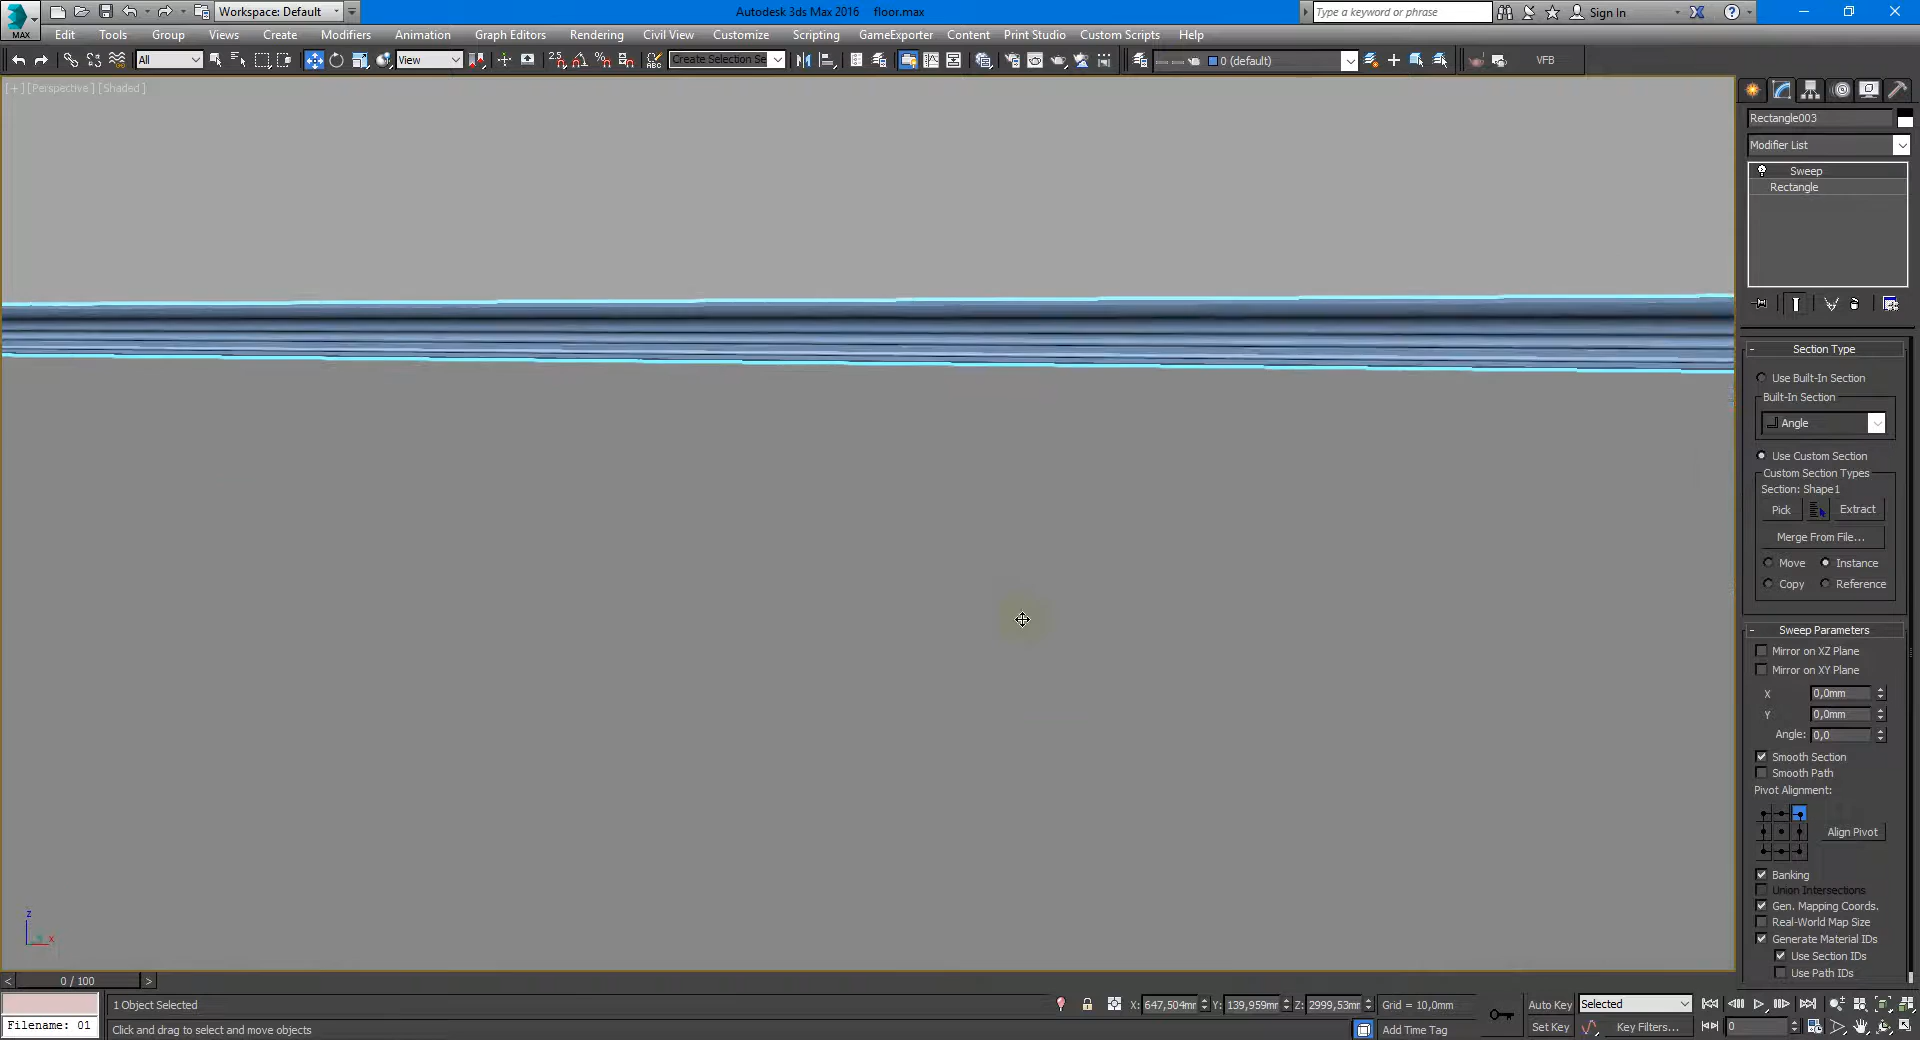 Workspace: Default
Autodesk 3ds Max 2016 floor.max
Type a keyword or phrase
Sign In
MAX
Edit Tools Group Views Create Modifiers Animation Graph Editors Rendering Civil View Customize Scripting GameExporter Content Print Studio Custom Scripts Help
All
View
2.5
Create Selection Se
0 (default)
VFB
[+] [Perspective ] [Shaded ]
Rectangle003
Modifier List
Sweep
Rectangle
- Section Type
Use Built-In Section
Built-In Section
Angle
Use Custom Section
Custom Section Types
Section: Shape1
Pick Extract
Merge From File...
Move Instance
Copy Reference
- Sweep Parameters
Mirror on XZ Plane
Mirror on XY Plane
X 0,0mm
Y 0,0mm
Angle: 0,0
Smooth Section
Smooth Path
Pivot Alignment:
Align Pivot
Banking
Union Intersections
Gen. Mapping Coords.
Real-World Map Size
Generate Material IDs
Use Section IDs
Use Path IDs
z
x
< 0 / 100 >
1 Object Selected
X: 647,504mr Y: 139,959mr Z: 2999,53mr Grid = 10,0mm
Auto Key Selected
Filename: 01
Click and drag to select and move objects
Add Time Tag
Set Key Key Filters...
0